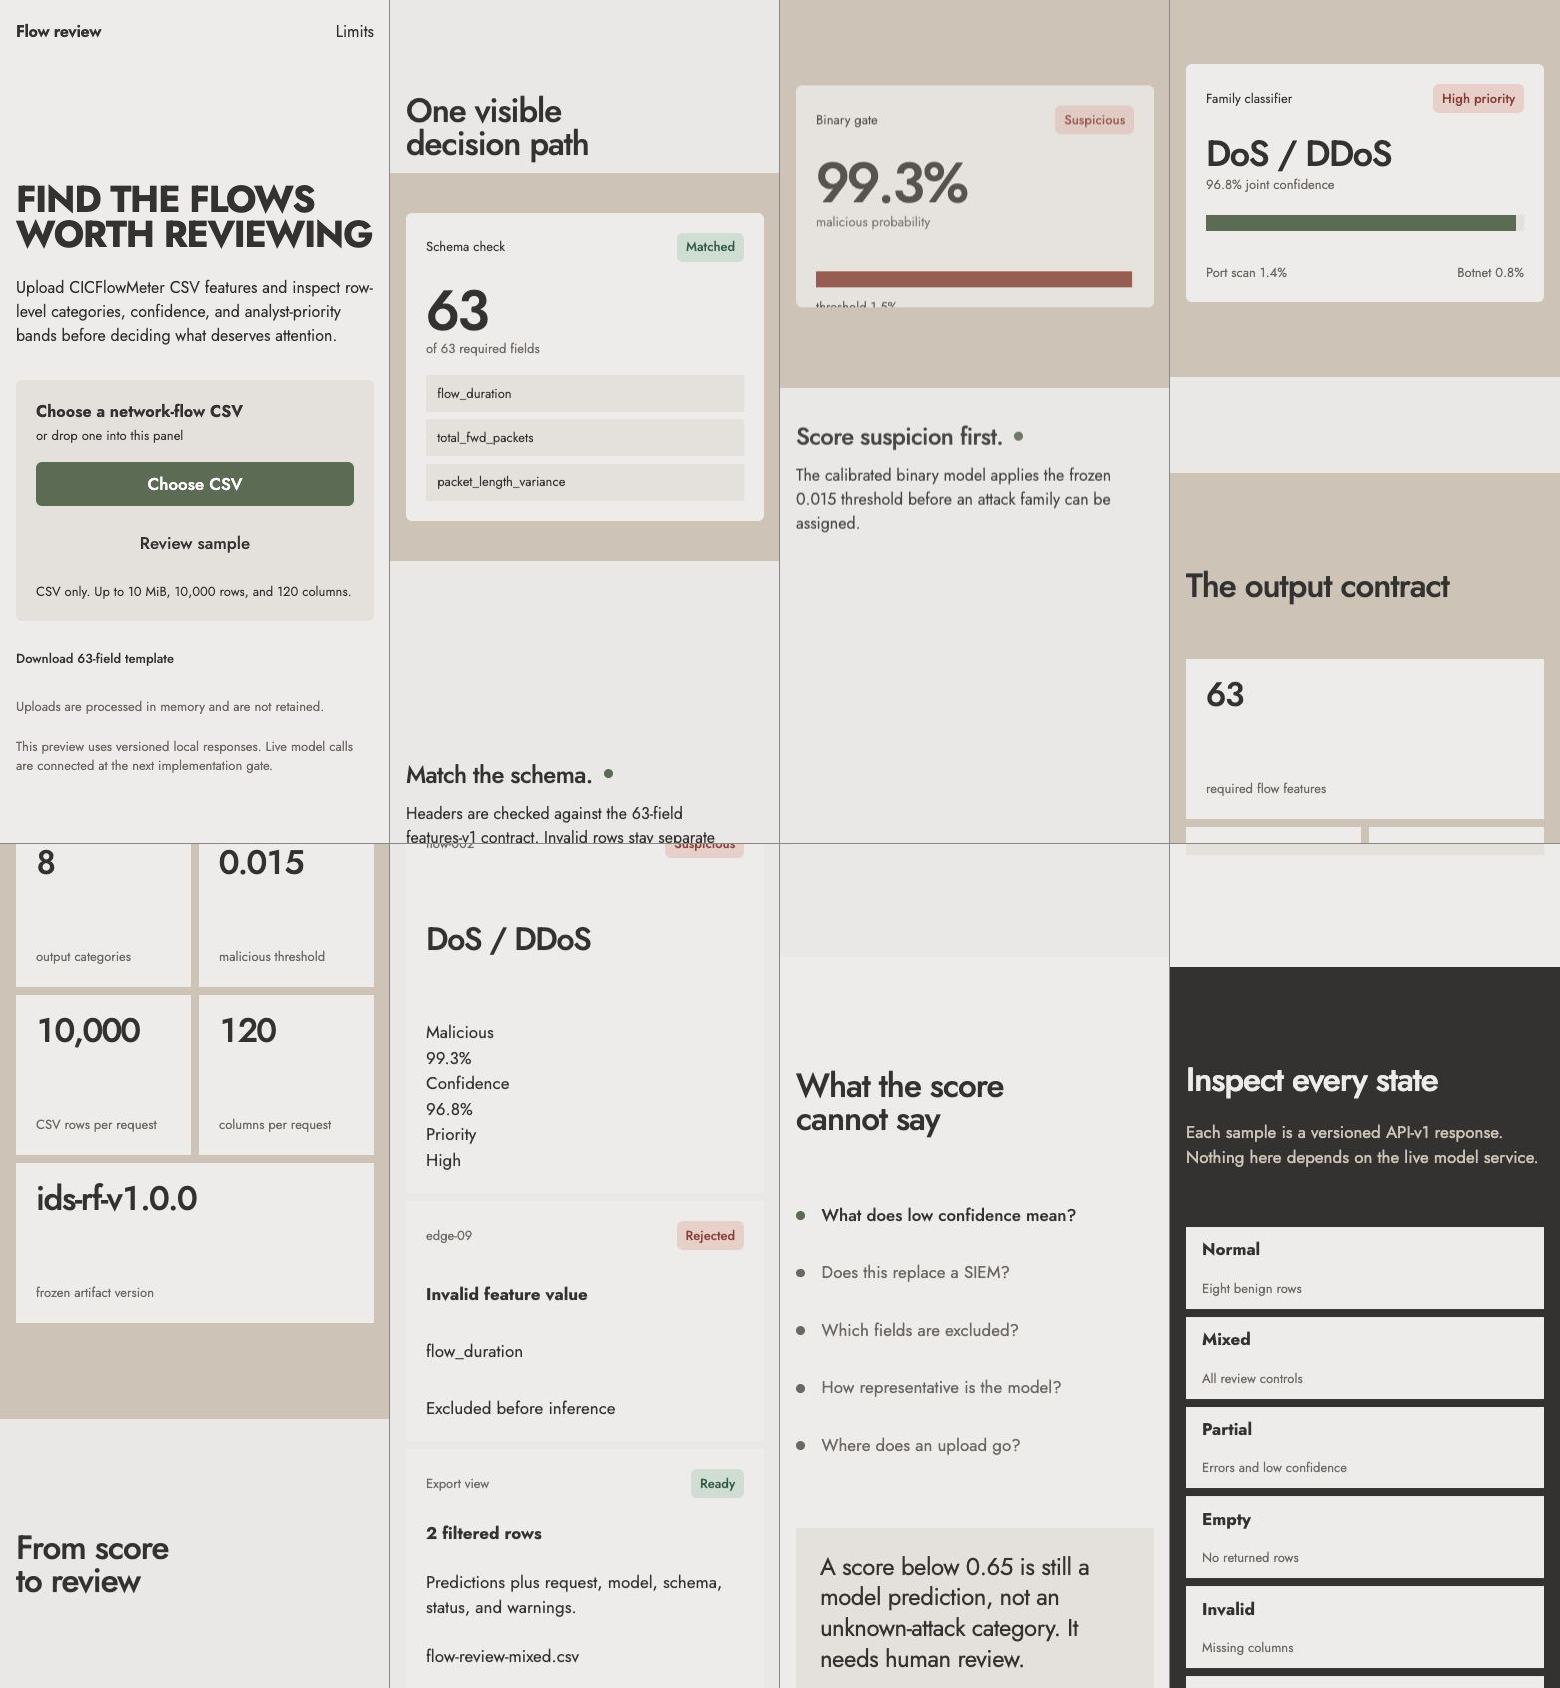 Flow review
Limits
FIND THE FLOWS
WORTH REVIEWING
Upload CICFlowMeter CSV features and inspect row-
level categories, confidence, and analyst-priority
bands before deciding what deserves attention.
Choose a network-flow CSV
or drop one into this panel
Choose CSV
Review sample
CSV only. Up to 10 MiB, 10,000 rows, and 120 columns.
Download 63-field template
Uploads are processed in memory and are not retained.
This preview uses versioned local responses. Live model calls
are connected at the next implementation gate.
One visible
decision path
Schema check
Matched
63
of 63 required fields
flow_duration
total_fwd_packets
packet_length_variance
Match the schema.
Headers are checked against the 63-field
features-v1 contract. Invalid rows stay separate
Binary gate
Suspicious
99.3%
malicious probability
threshold 1.5%
Score suspicion first.
The calibrated binary model applies the frozen
0.015 threshold before an attack family can be
assigned.
Family classifier
High priority
DoS / DDoS
96.8% joint confidence
Port scan 1.4%
Botnet 0.8%
The output contract
63
required flow features
8
output categories
0.015
malicious threshold
10,000
CSV rows per request
120
columns per request
ids-rf-v1.0.0
frozen artifact version
From score
to review
Suspicious
DoS / DDoS
Malicious
99.3%
Confidence
96.8%
Priority
High
edge-09
Rejected
Invalid feature value
flow_duration
Excluded before inference
Export view
Ready
2 filtered rows
Predictions plus request, model, schema,
status, and warnings.
flow-review-mixed.csv
What the score
cannot say
What does low confidence mean?
Does this replace a SIEM?
Which fields are excluded?
How representative is the model?
Where does an upload go?
A score below 0.65 is still a
model prediction, not an
unknown-attack category. It
needs human review.
Inspect every state
Each sample is a versioned API-v1 response.
Nothing here depends on the live model service.
Normal
Eight benign rows
Mixed
All review controls
Partial
Errors and low confidence
Empty
No returned rows
Invalid
Missing columns